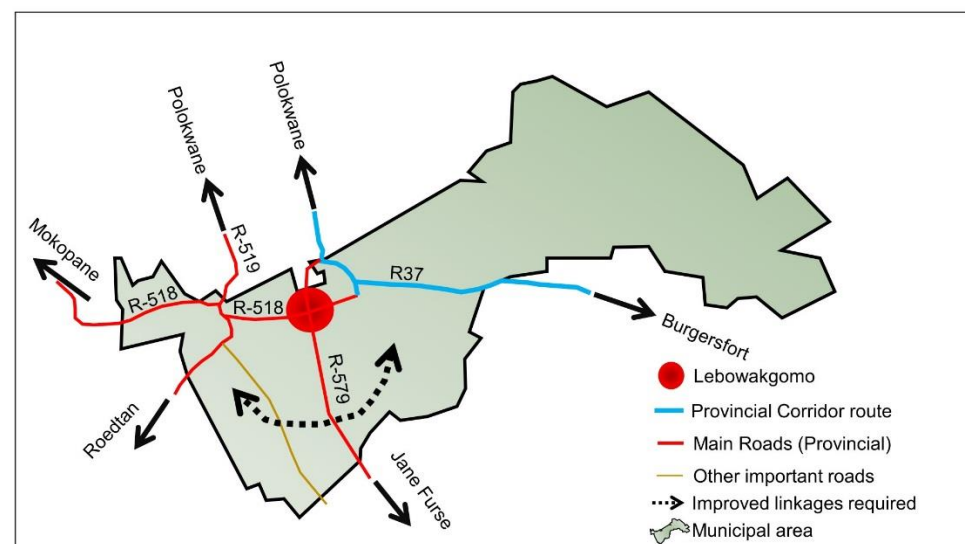 Polokwane
Polokwane
Mokopane
R-519
R-518
R-518
R37
Burgersfort
R-579
Roedtan
Jane Furse
Lebowakgomo
Provincial Corridor route
Main Roads (Provincial)
Other important roads
Improved linkages required
Municipal area